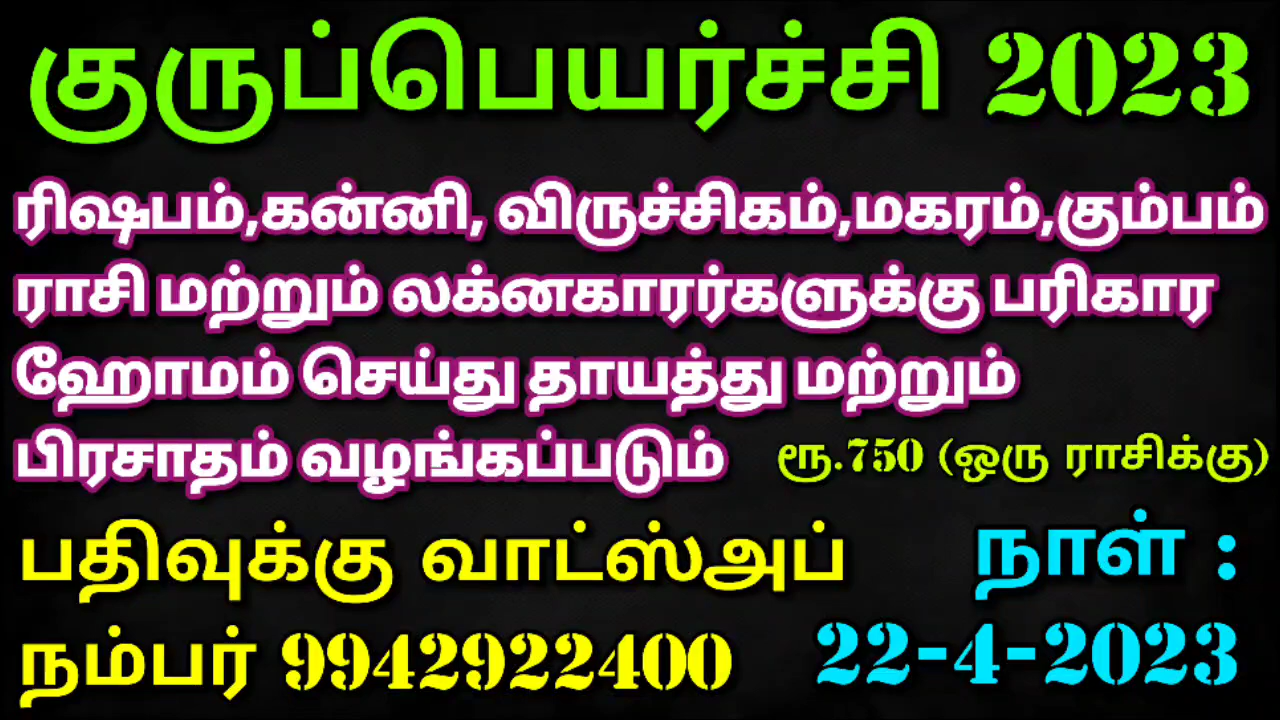 குருப்பெயர்ச்சி 2023
ரிஷபம்,கன்னி, விருச்சிகம்,மகரம்,கும்பம்
ராசி மற்றும் லக்னகாரர்களுக்கு பரிகார
ஹோமம் செய்து தாயத்து மற்றும்
பிரசாதம் வழங்கப்படும் ரூ.750 (ஒரு ராசிக்கு)
பதிவுக்கு வாட்ஸ்அப்
நம்பர் 9942922400
நாள் :
22-4-2023